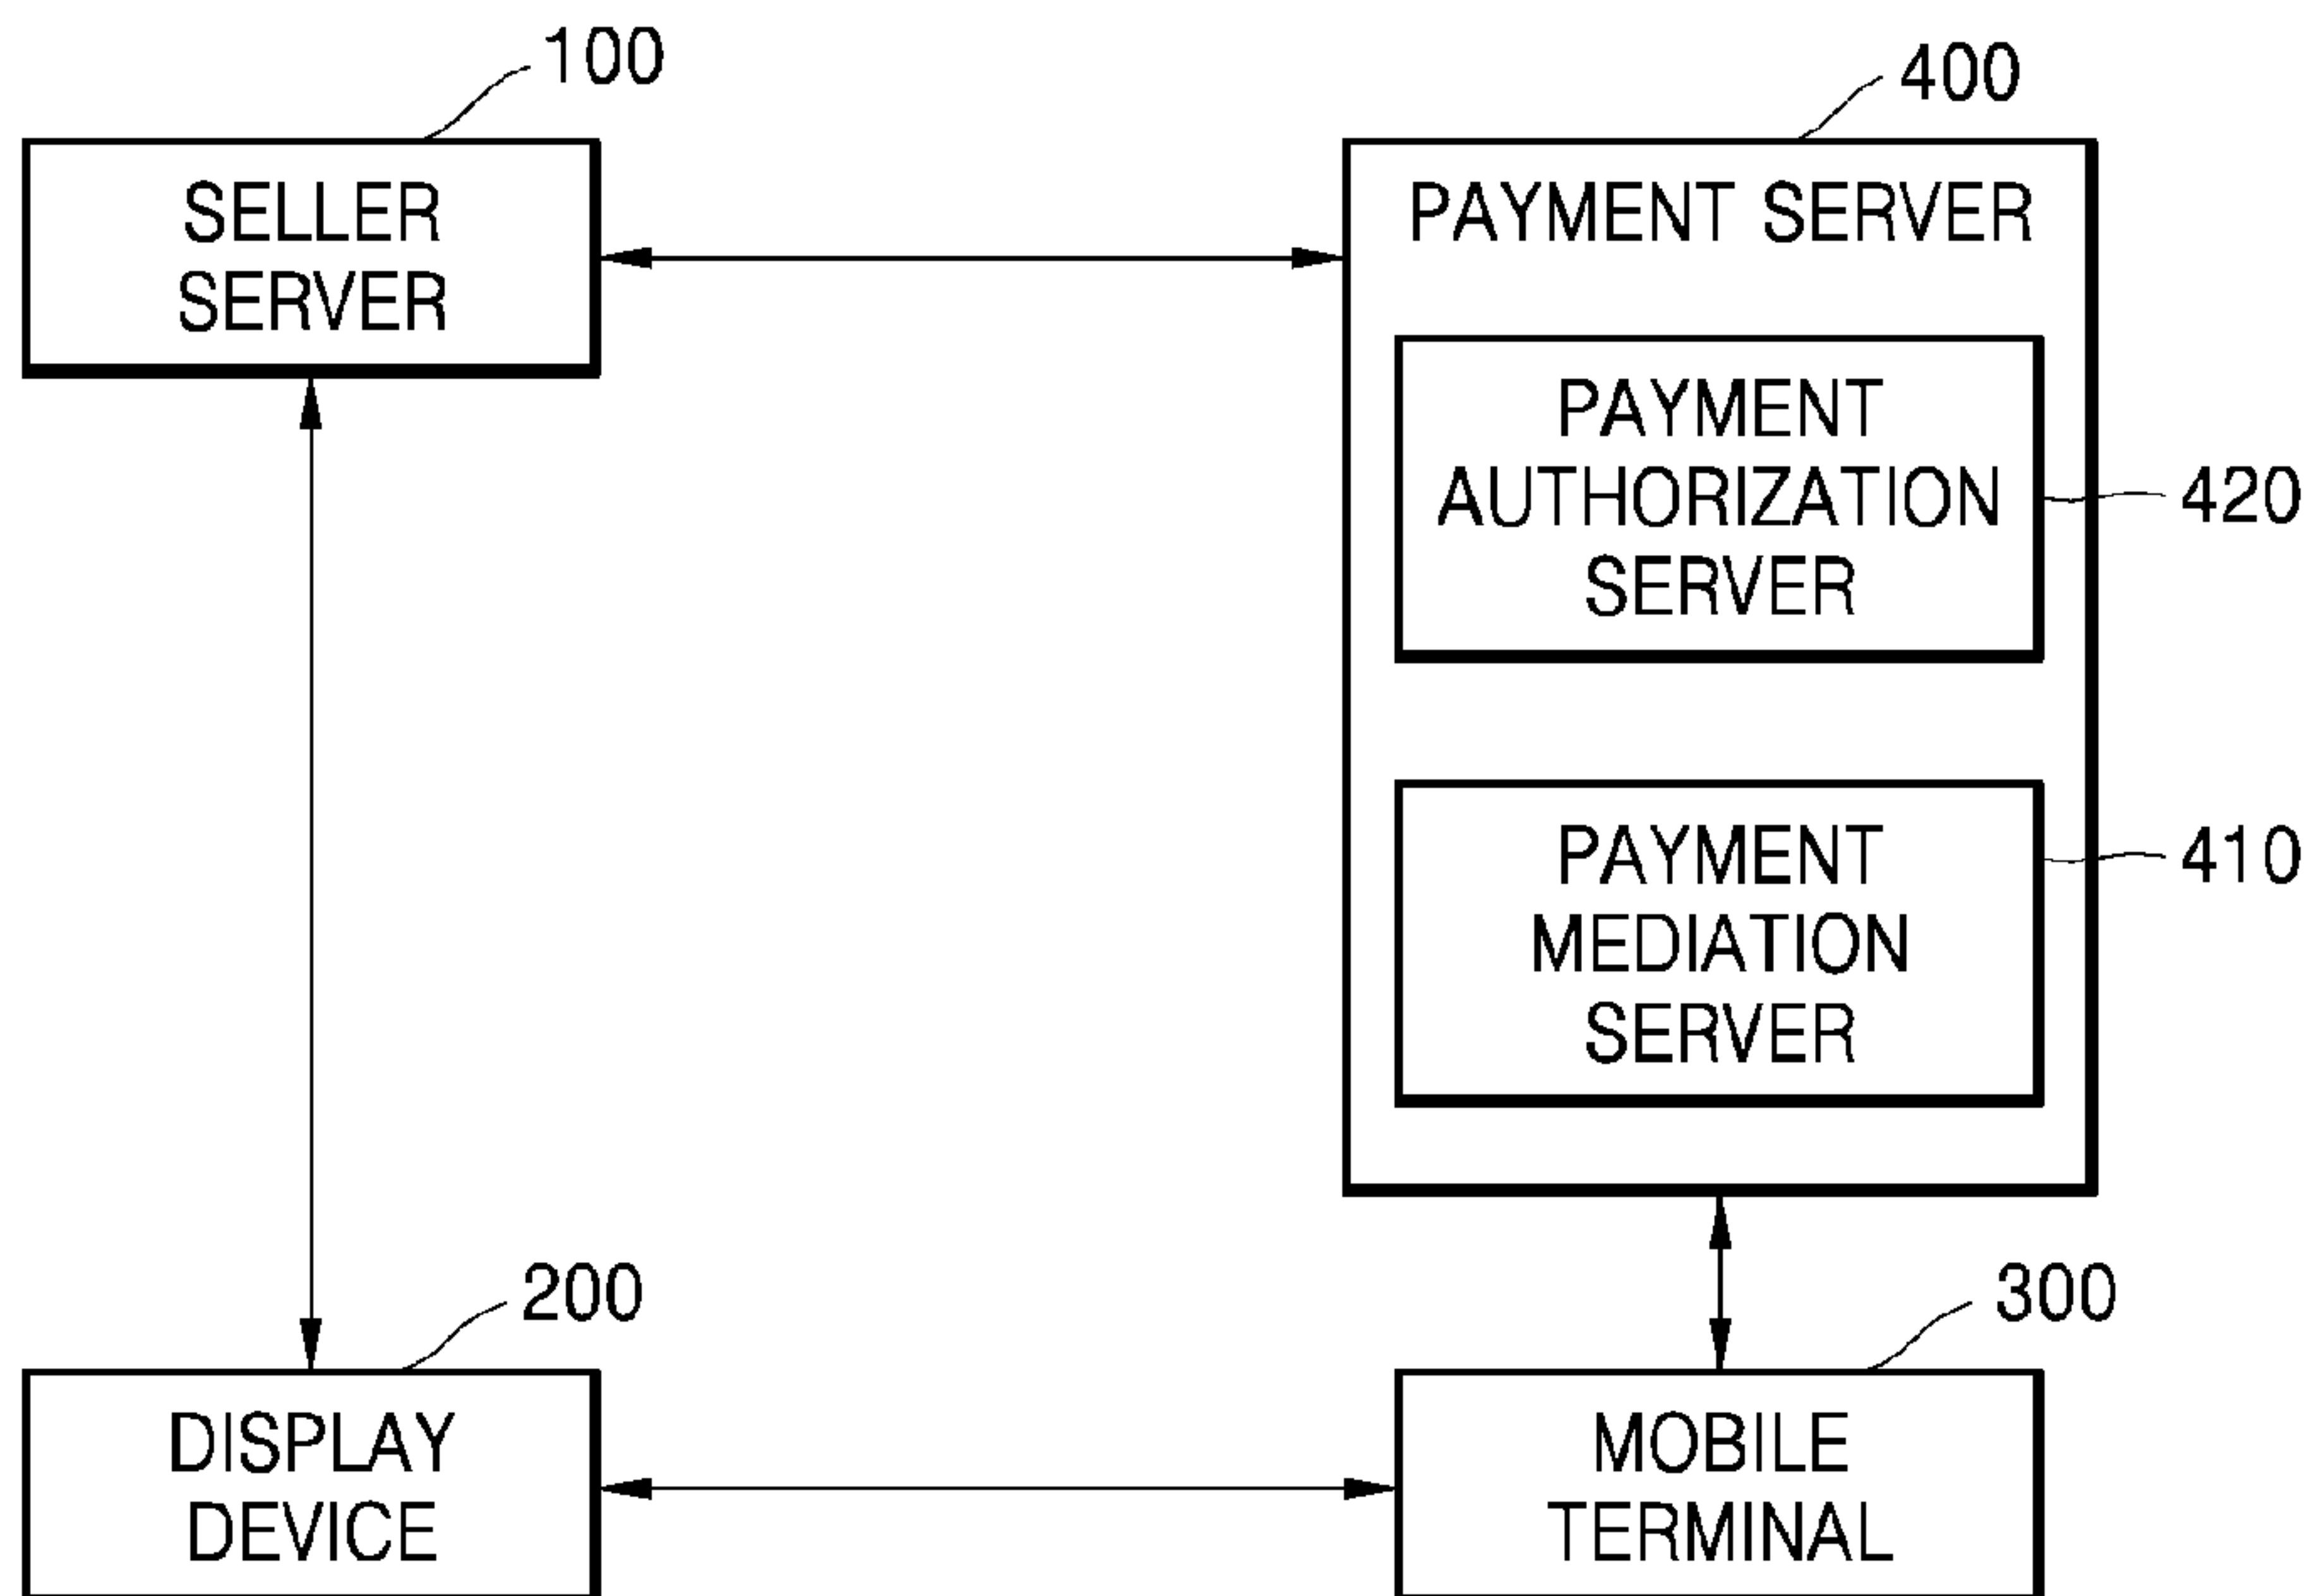 100
SELLER
SERVER
400
PAYMENT SERVER
PAYMENT
AUTHORIZATION
SERVER
420
PAYMENT
MEDIATION
SERVER
410
200
DISPLAY
DEVICE
300
MOBILE
TERMINAL